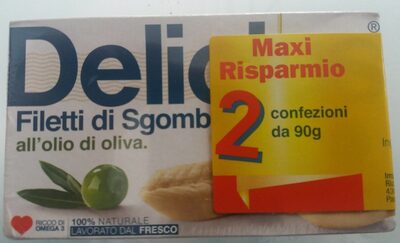 Delici
®
Filetti di Sgomb
all'olio di oliva.
Maxi
Risparmio
2 confezioni
da 90g
RICCO DI
OMEGA 3
100% NATURALE
LAVORATO DAL FRESCO